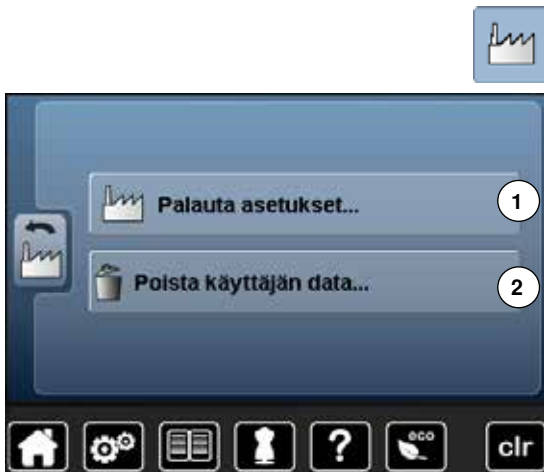 Palauta asetukset...
1
Poista käyttäjän data...
2
? eco clr